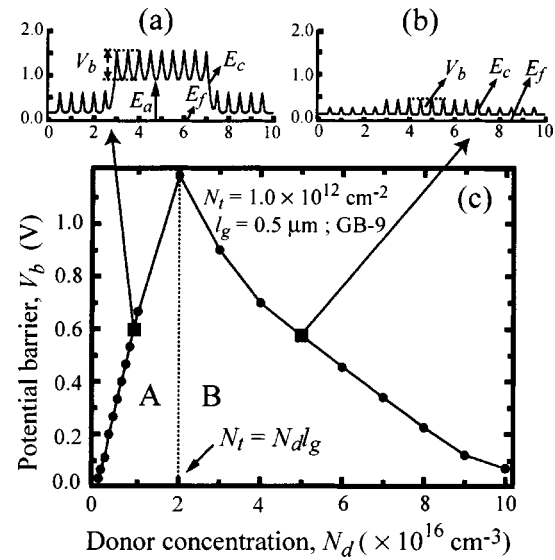 (a)
(b)
2.0
1.0
0.0
V_b
E_c
E_a
E_f
0 2 4 6 8 10
2.0
1.0
0
V_b
E_c
E_f
0 2 4 6 8 10
(c)
N_t = 1.0 × 10^12 cm^-2
l_g = 0.5 μm ; GB-9
Potential barrier, V_b (V)
1.0
0.8
0.6
0.4
0.2
0.0
A
B
N_t = N_d l_g
0 2 4 6 8 10
Donor concentration, N_d ( × 10^16 cm^-3)